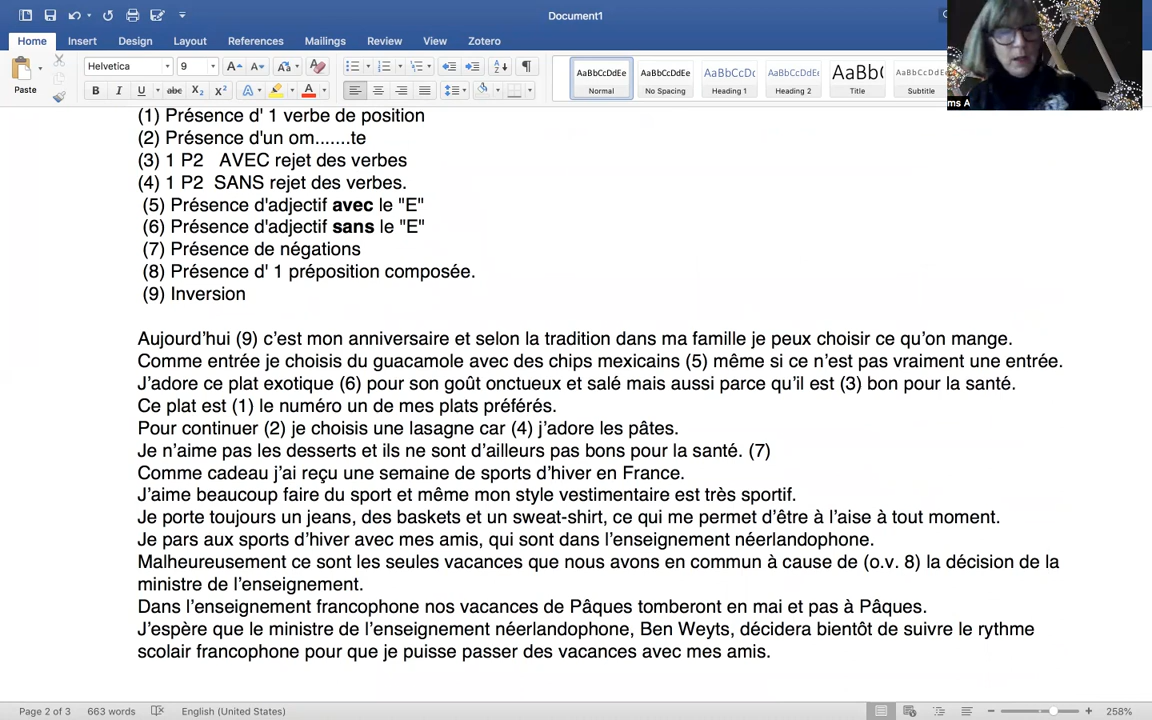 Document1
Home Insert Design Layout References Mailings Review View Zotero
Paste Helvetica 9
AaBbCcDdEe AaBbCcDdEe AaBbCcDc AaBbCcDdEe AaBbC AaBbCcDdEe
Normal No Spacing Heading 1 Heading 2 Title Subtitle
ms A
(1) Présence d' 1 verbe de position
(2) Présence d'un om.......te
(3) 1 P2 AVEC rejet des verbes
(4) 1 P2 SANS rejet des verbes.
(5) Présence d'adjectif avec le "E"
(6) Présence d'adjectif sans le "E"
(7) Présence de négations
(8) Présence d' 1 préposition composée.
(9) Inversion
Aujourd’hui (9) c’est mon anniversaire et selon la tradition dans ma famille je peux choisir ce qu’on mange.
Comme entrée je choisis du guacamole avec des chips mexicains (5) même si ce n’est pas vraiment une entrée.
J’adore ce plat exotique (6) pour son goût onctueux et salé mais aussi parce qu’il est (3) bon pour la santé.
Ce plat est (1) le numéro un de mes plats préférés.
Pour continuer (2) je choisis une lasagne car (4) j’adore les pâtes.
Je n’aime pas les desserts et ils ne sont d’ailleurs pas bons pour la santé. (7)
Comme cadeau j’ai reçu une semaine de sports d’hiver en France.
J’aime beaucoup faire du sport et même mon style vestimentaire est très sportif.
Je porte toujours un jeans, des baskets et un sweat-shirt, ce qui me permet d’être à l’aise à tout moment.
Je pars aux sports d’hiver avec mes amis, qui sont dans l’enseignement néerlandophone.
Malheureusement ce sont les seules vacances que nous avons en commun à cause de (o.v. 8) la décision de la
ministre de l’enseignement.
Dans l’enseignement francophone nos vacances de Pâques tomberont en mai et pas à Pâques.
J’espère que le ministre de l’enseignement néerlandophone, Ben Weyts, décidera bientôt de suivre le rythme
scolair francophone pour que je puisse passer des vacances avec mes amis.
Page 2 of 3 663 words English (United States) 258%